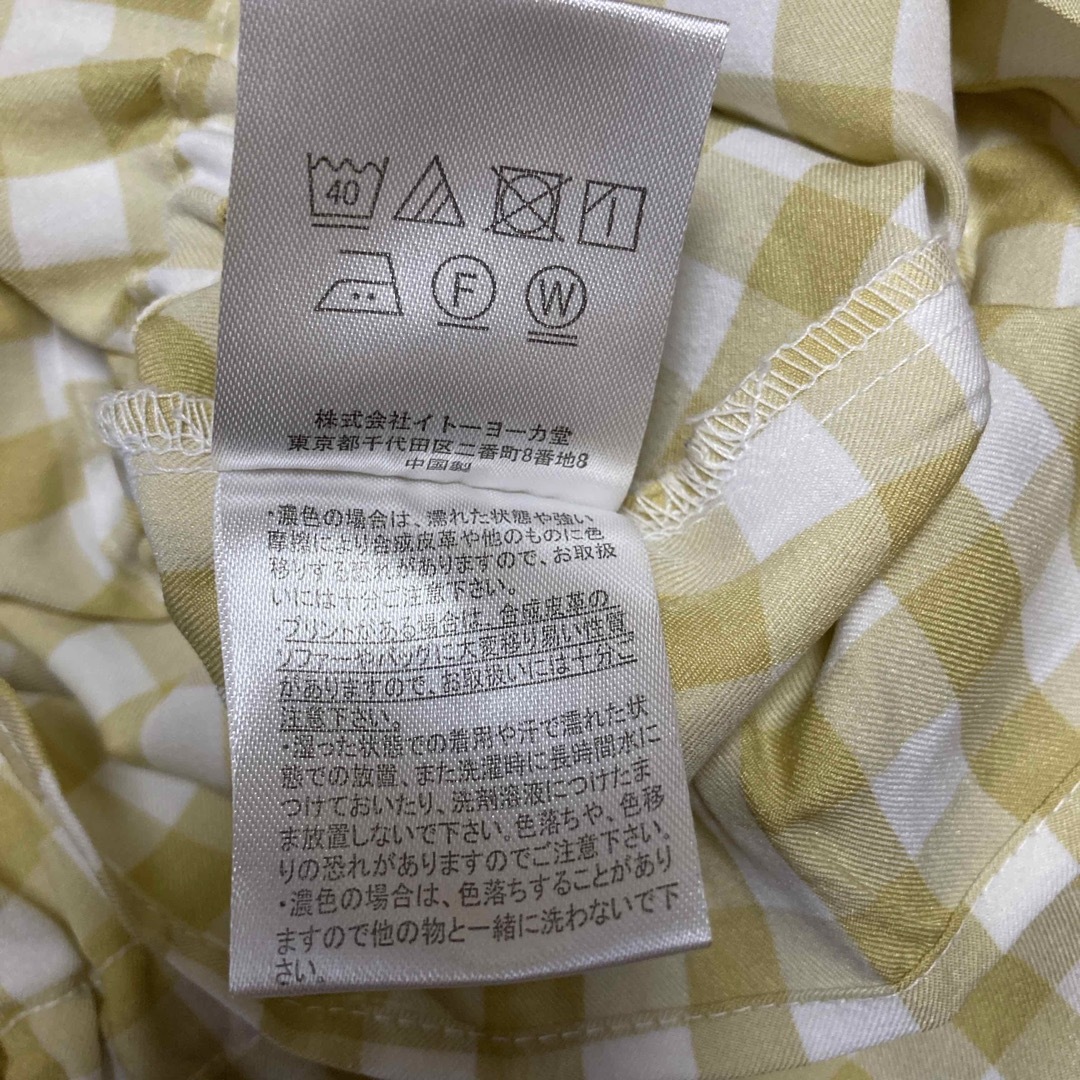 40
F W
株式会社イトーヨーカ堂
東京都千代田区二番町8番地8
中国製
・濃色の場合は、濡れた状態や強い
摩擦により合成皮革や他のものに色
移りする恐れがありますので、お取扱
いには十分ご注意下さい。
・プリントがある場合は、合成皮革の
ソファーやバッグに大変移り易い性質
がありますので、お取扱いには十分ご
注意下さい。
・湿った状態での着用や汗で濡れた状
態での放置、また洗濯時に長時間水に
つけておいたり、洗剤溶液につけたま
ま放置しないで下さい。色落ちや、色移
りの恐れがありますのでご注意下さい。
・濃色の場合は、色落ちすることがあり
ますので他の物と一緒に洗わないで下
さい。